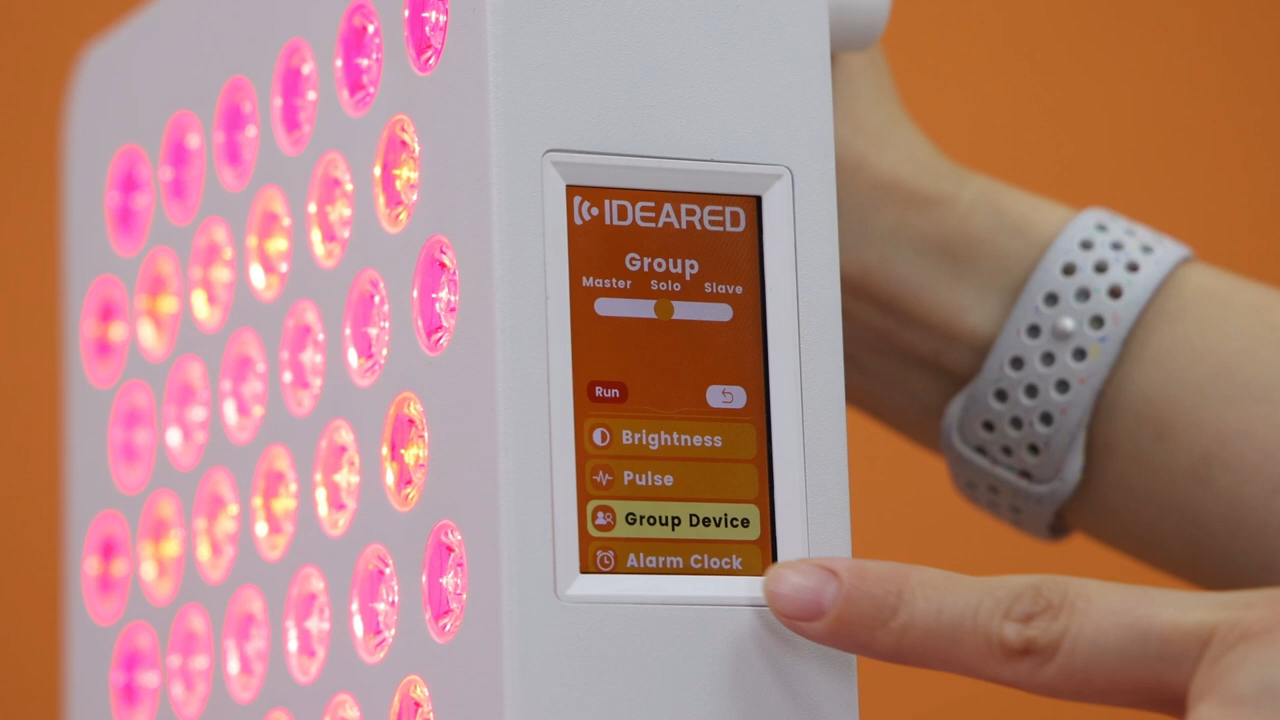 IDEARED
Group
Master Solo Slave
Run
Brightness
Pulse
Group Device
Alarm Clock